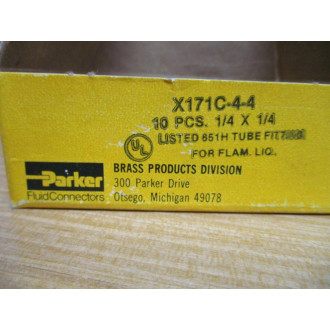 X171C-4-4
10 PCS. 1/4 X 1/4
UL
LISTED 651H TUBE FITTINGS
FOR FLAM. LIQ.
Parker
FluidConnectors
BRASS PRODUCTS DIVISION
300 Parker Drive
Otsego, Michigan 49078